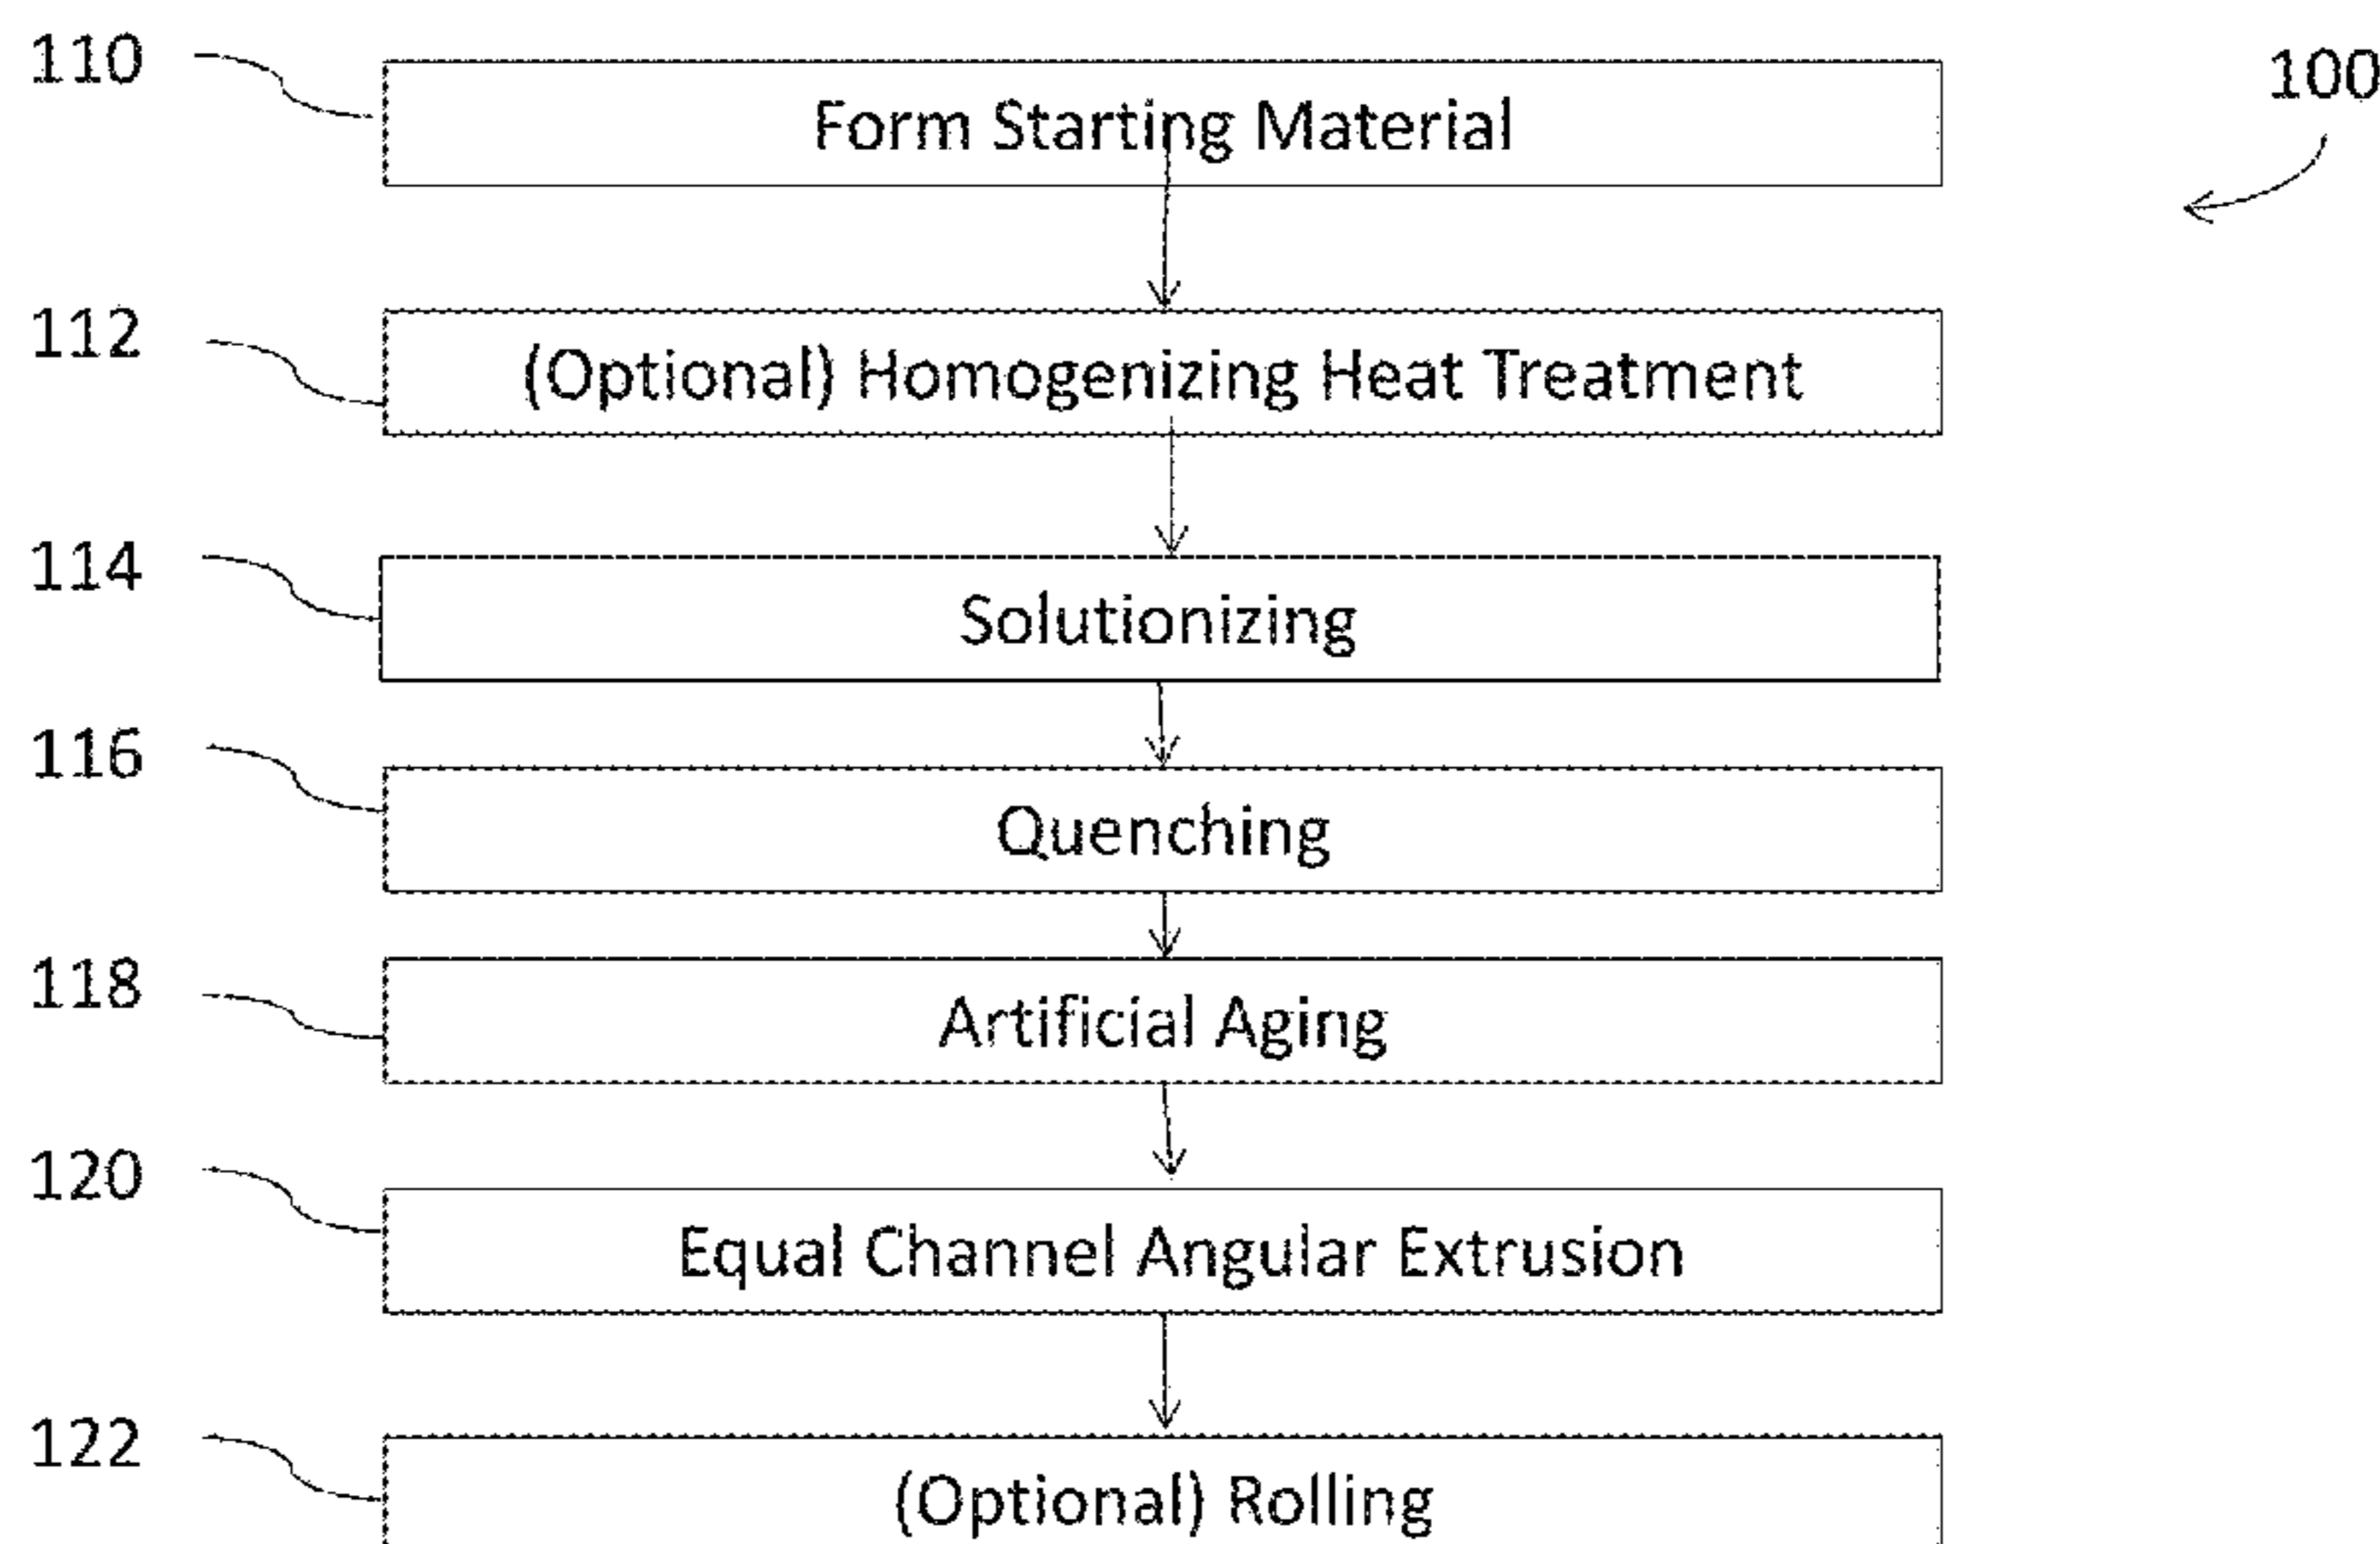 110
Form Starting Material
100
112
(Optional) Homogenizing Heat Treatment
114
Solutionizing
116
Quenching
118
Artificial Aging
120
Equal Channel Angular Extrusion
122
(Optional) Rolling